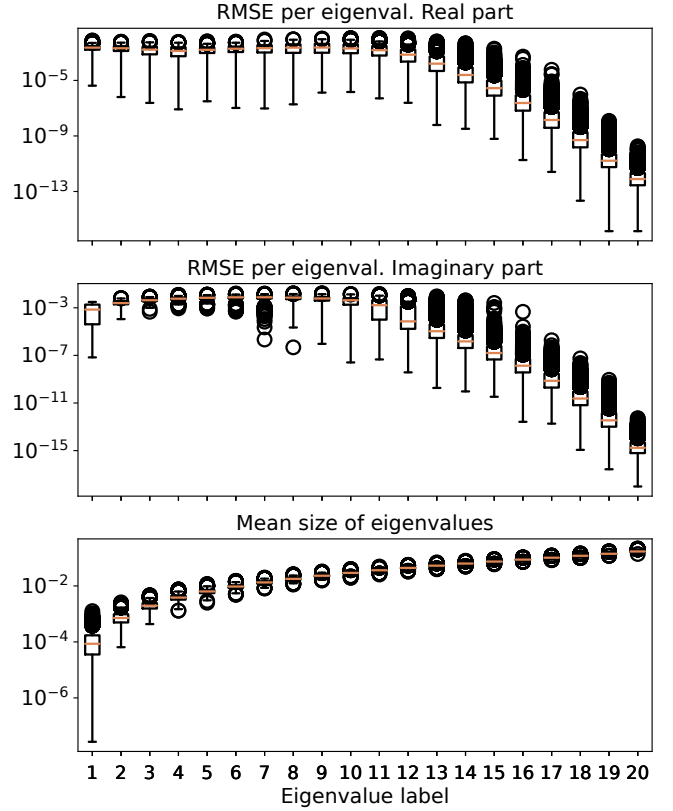 RMSE per eigenval. Real part
10⁻⁵
10⁻⁹
10⁻¹³
RMSE per eigenval. Imaginary part
10⁻³
10⁻⁷
10⁻¹¹
10⁻¹⁵
Mean size of eigenvalues
10⁻²
10⁻⁴
10⁻⁶
1 2 3 4 5 6 7 8 9 10 11 12 13 14 15 16 17 18 19 20
Eigenvalue label